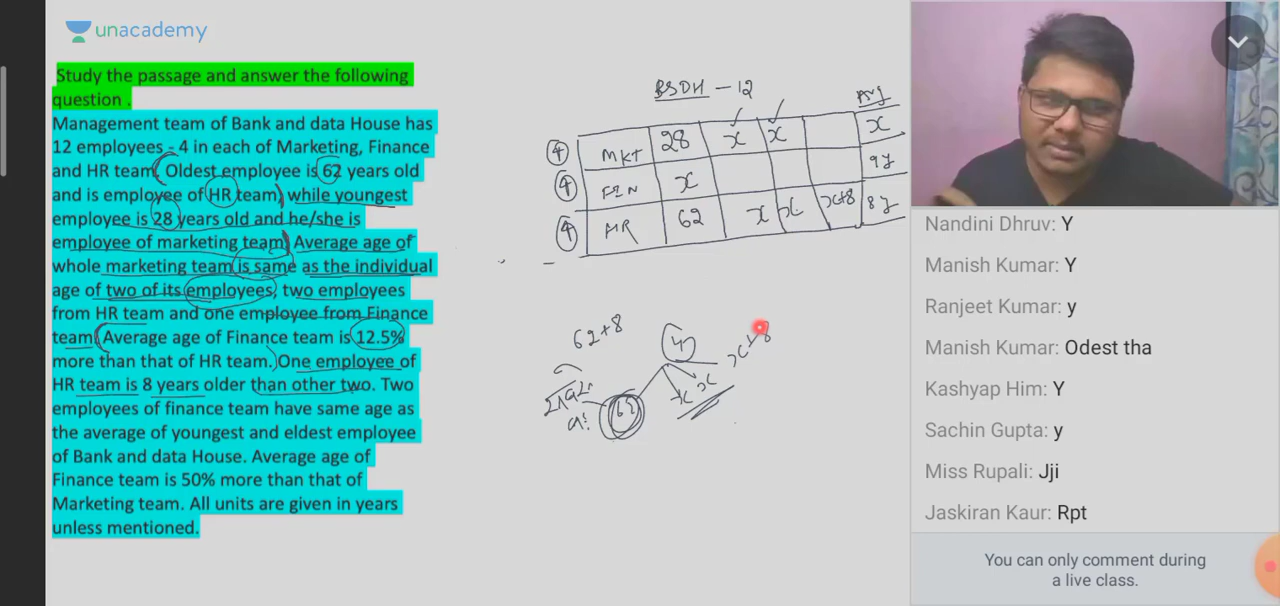 unacademy
Study the passage and answer the following
question .
Management team of Bank and data House has
12 employees - 4 in each of Marketing, Finance
and HR team. Oldest employee is 62 years old
and is employee of HR team, while youngest
employee is 28 years old and he/she is
employee of marketing team. Average age of
whole marketing team is same as the individual
age of two of its employees, two employees
from HR team and one employee from Finance
team. Average age of Finance team is 12.5%
more than that of HR team. One employee of
HR team is 8 years older than other two. Two
employees of finance team have same age as
the average of youngest and eldest employee
of Bank and data House. Average age of
Finance team is 50% more than that of
Marketing team. All units are given in years
unless mentioned.
BSDH - 12
Avg
④ MKT 28 x x x
④ FIN x 9y
④ HR 62 x x x+8 8y
62+8
4
x+8
x x
62
Nandini Dhruv: Y
Manish Kumar: Y
Ranjeet Kumar: y
Manish Kumar: Odest tha
Kashyap Him: Y
Sachin Gupta: y
Miss Rupali: Jji
Jaskiran Kaur: Rpt
You can only comment during
a live class.